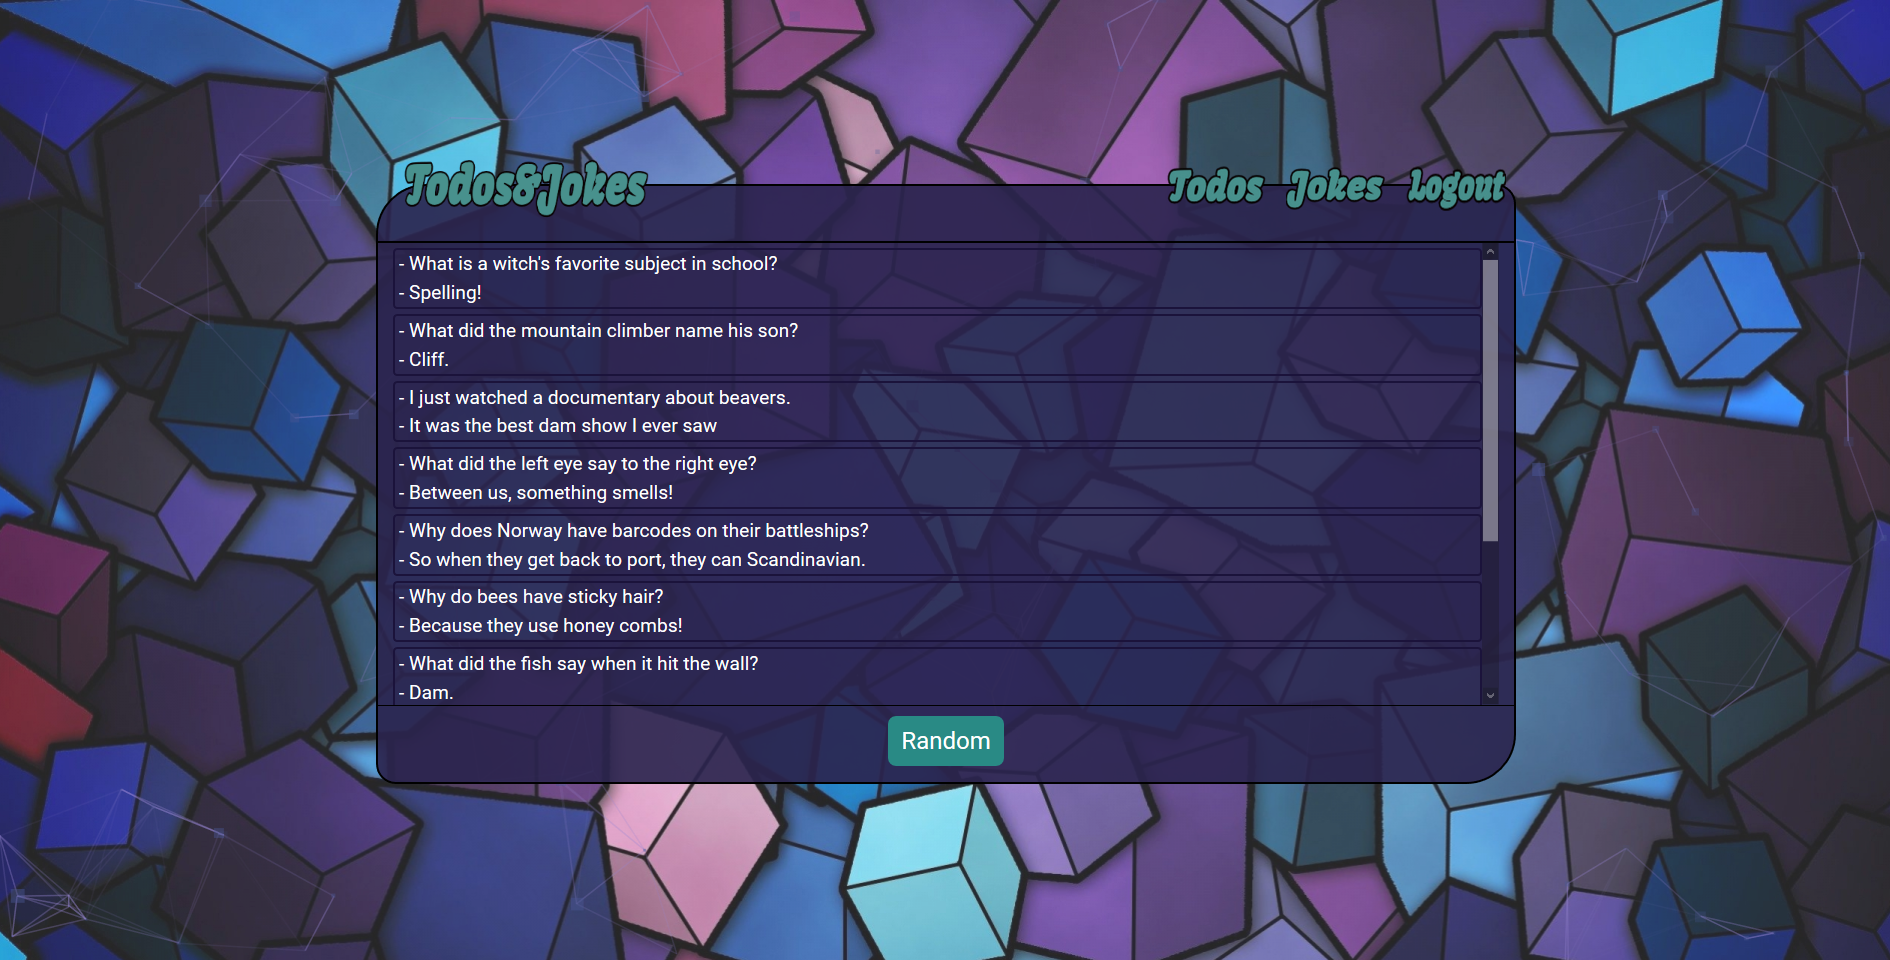 Todos&Jokes
Todos Jokes Logout
- What is a witch's favorite subject in school?
- Spelling!
- What did the mountain climber name his son?
- Cliff.
- I just watched a documentary about beavers.
- It was the best dam show I ever saw
- What did the left eye say to the right eye?
- Between us, something smells!
- Why does Norway have barcodes on their battleships?
- So when they get back to port, they can Scandinavian.
- Why do bees have sticky hair?
- Because they use honey combs!
- What did the fish say when it hit the wall?
- Dam.
Random